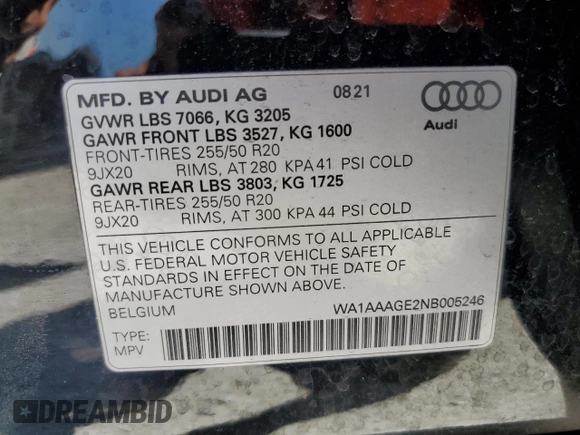 MFD. BY AUDI AG 08 21
GVWR LBS 7066, KG 3205
GAWR FRONT LBS 3527, KG 1600
FRONT-TIRES 255/50 R20
9JX20 RIMS, AT 280 KPA 41 PSI COLD
GAWR REAR LBS 3803, KG 1725
REAR-TIRES 255/50 R20
9JX20 RIMS, AT 300 KPA 44 PSI COLD
Audi
THIS VEHICLE CONFORMS TO ALL APPLICABLE
U.S. FEDERAL MOTOR VEHICLE SAFETY
STANDARDS IN EFFECT ON THE DATE OF
MANUFACTURE SHOWN ABOVE.
BELGIUM WA1AAAGE2NB005246
TYPE:
MPV
DREAMBID